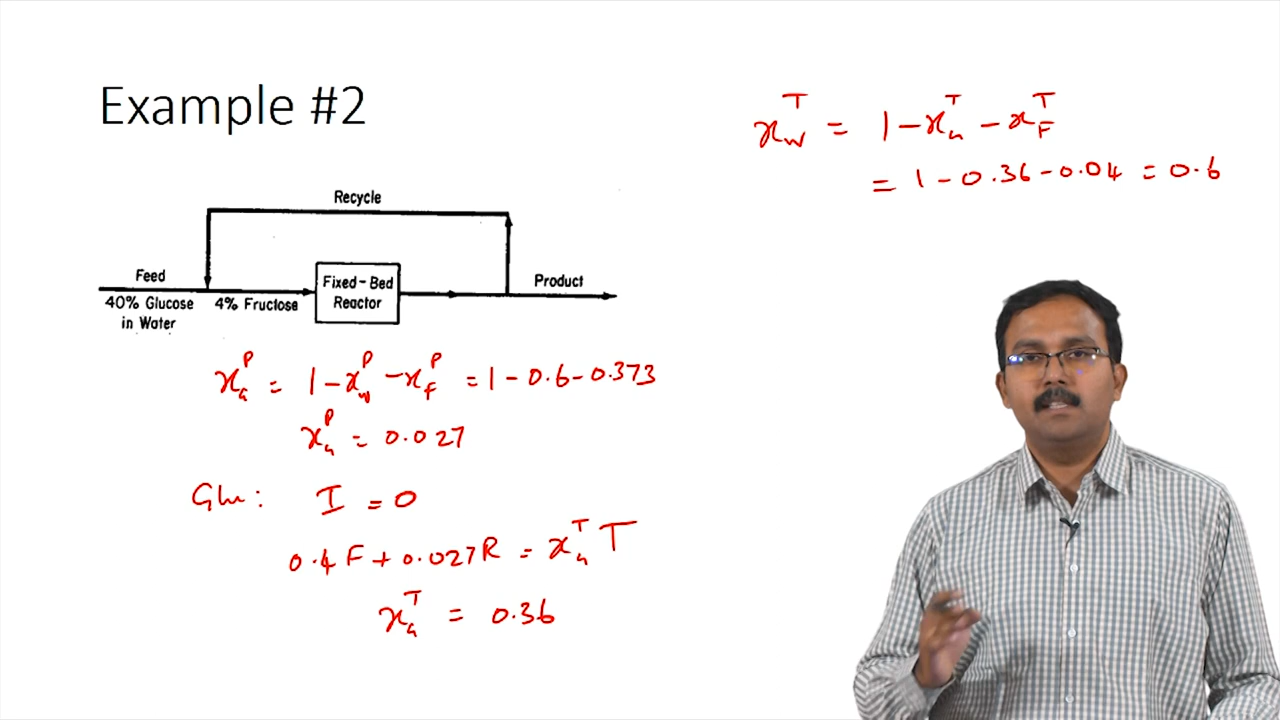 Example #2
Recycle
Feed
40% Glucose
in Water
4% Fructose
Fixed-Bed
Reactor
Product
x_G^P = 1 - x_W^P - x_F^P = 1 - 0.6 - 0.373
x_G^P = 0.027
Glu: I = 0
0.4 F + 0.027 R = x_G^T T
x_G^T = 0.36
x_W^T = 1 - x_G^T - x_F^T
= 1 - 0.36 - 0.04 = 0.6